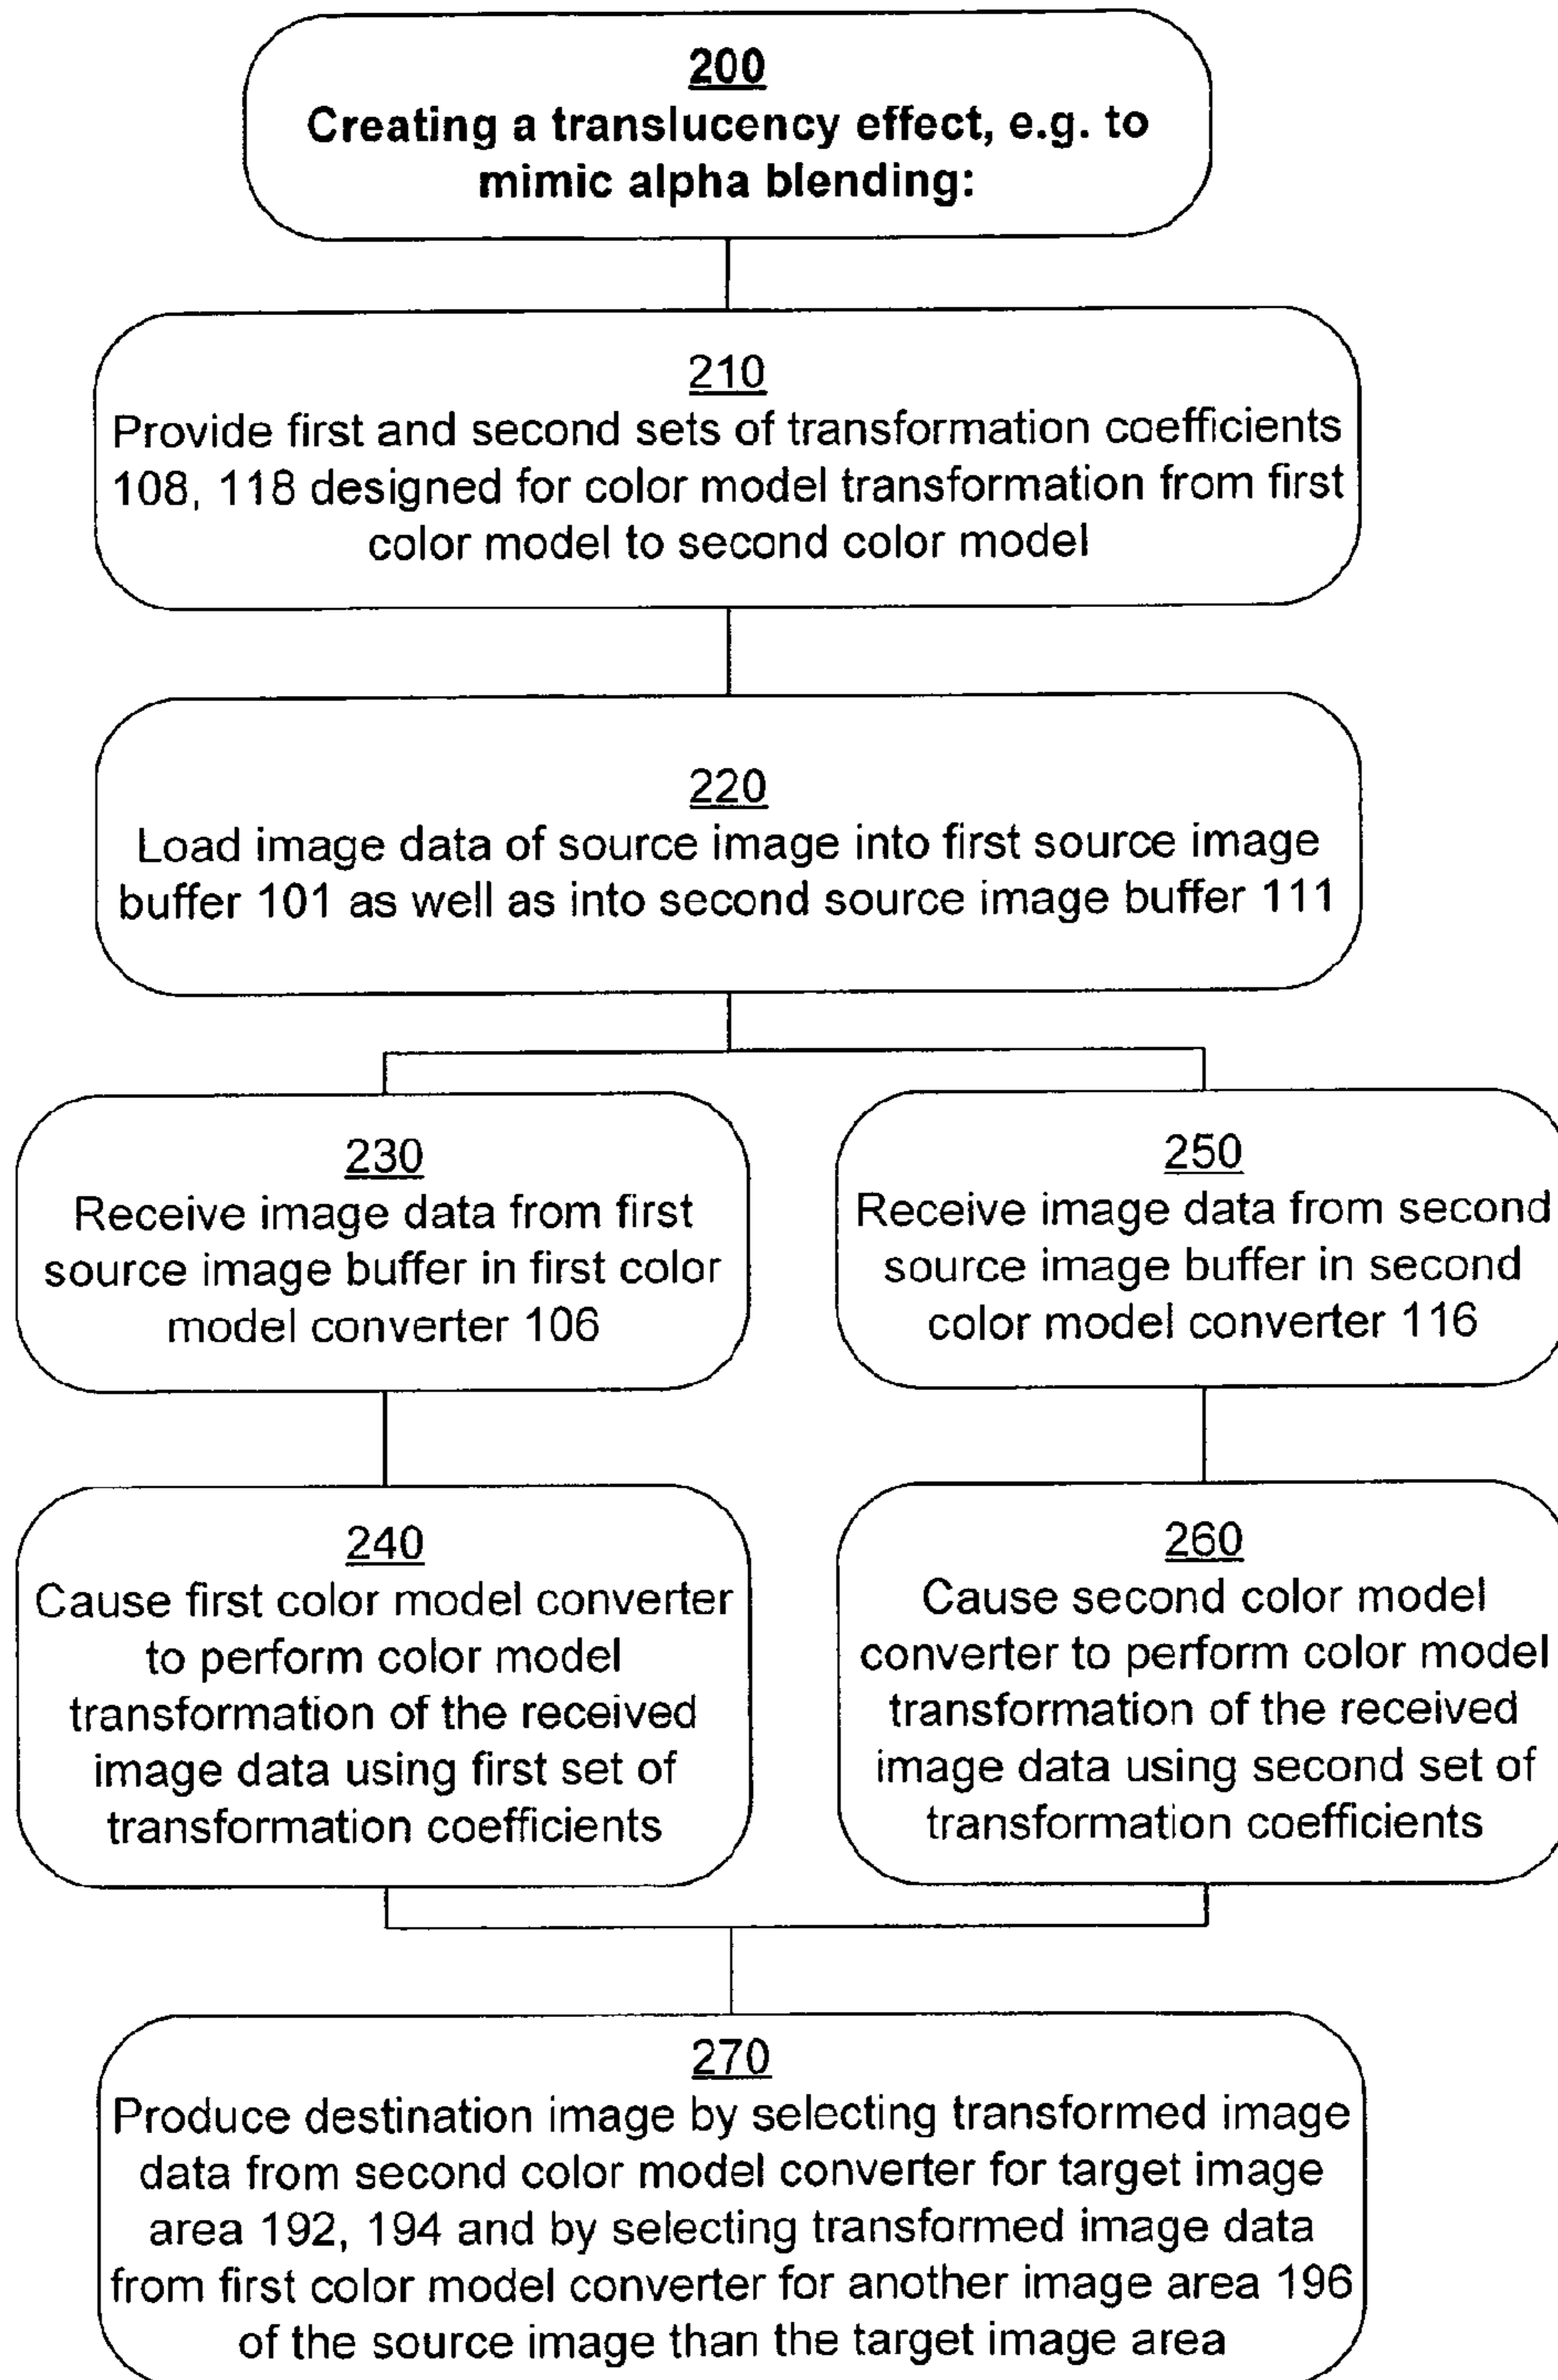 200
Creating a translucency effect, e.g. to
mimic alpha blending:
210
Provide first and second sets of transformation coefficients
108, 118 designed for color model transformation from first
color model to second color model
220
Load image data of source image into first source image
buffer 101 as well as into second source image buffer 111
230
Receive image data from first
source image buffer in first color
model converter 106
250
Receive image data from second
source image buffer in second
color model converter 116
240
Cause first color model converter
to perform color model
transformation of the received
image data using first set of
transformation coefficients
260
Cause second color model
converter to perform color model
transformation of the received
image data using second set of
transformation coefficients
270
Produce destination image by selecting transformed image
data from second color model converter for target image
area 192, 194 and by selecting transformed image data
from first color model converter for another image area 196
of the source image than the target image area